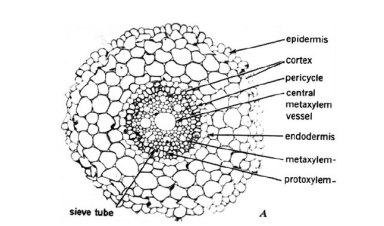 epidermis
cortex
pericycle
central
metaxylem
vessel
endodermis
metaxylem-
protoxylem-
sieve tube
A